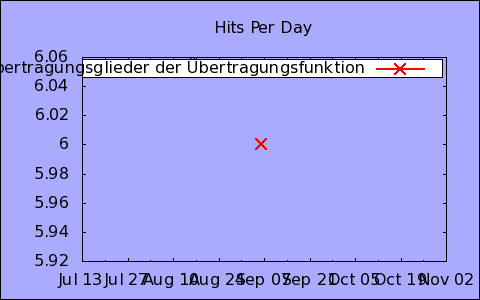 Hits Per Day
6.06
bertragungsglieder der Übertragungsfunktion
6.04
6.02
6
5.98
5.96
5.94
5.92
Jul 13 Jul 27 Aug 10 Aug 24 Sep 07 Sep 21 Oct 05 Oct 19 Nov 02